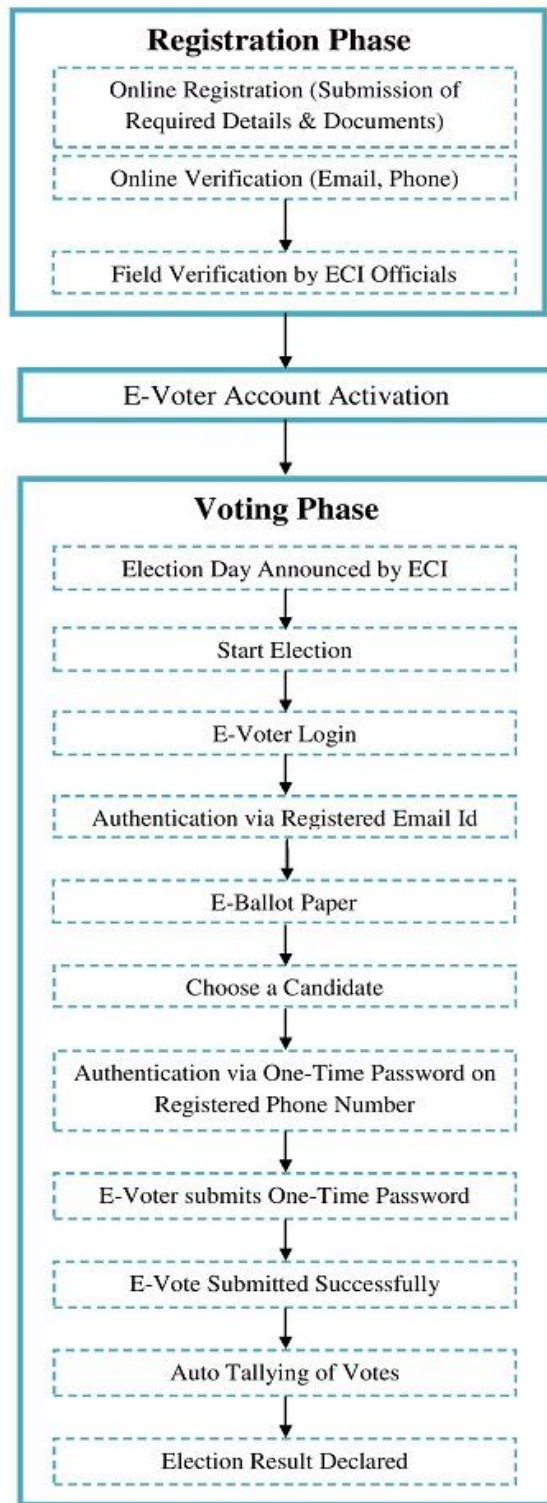 Registration Phase
Online Registration (Submission of
Required Details & Documents)
Online Verification (Email, Phone)
Field Verification by ECI Officials
E-Voter Account Activation
Voting Phase
Election Day Announced by ECI
Start Election
E-Voter Login
Authentication via Registered Email Id
E-Ballot Paper
Choose a Candidate
Authentication via One-Time Password on
Registered Phone Number
E-Voter submits One-Time Password
E-Vote Submitted Successfully
Auto Tallying of Votes
Election Result Declared